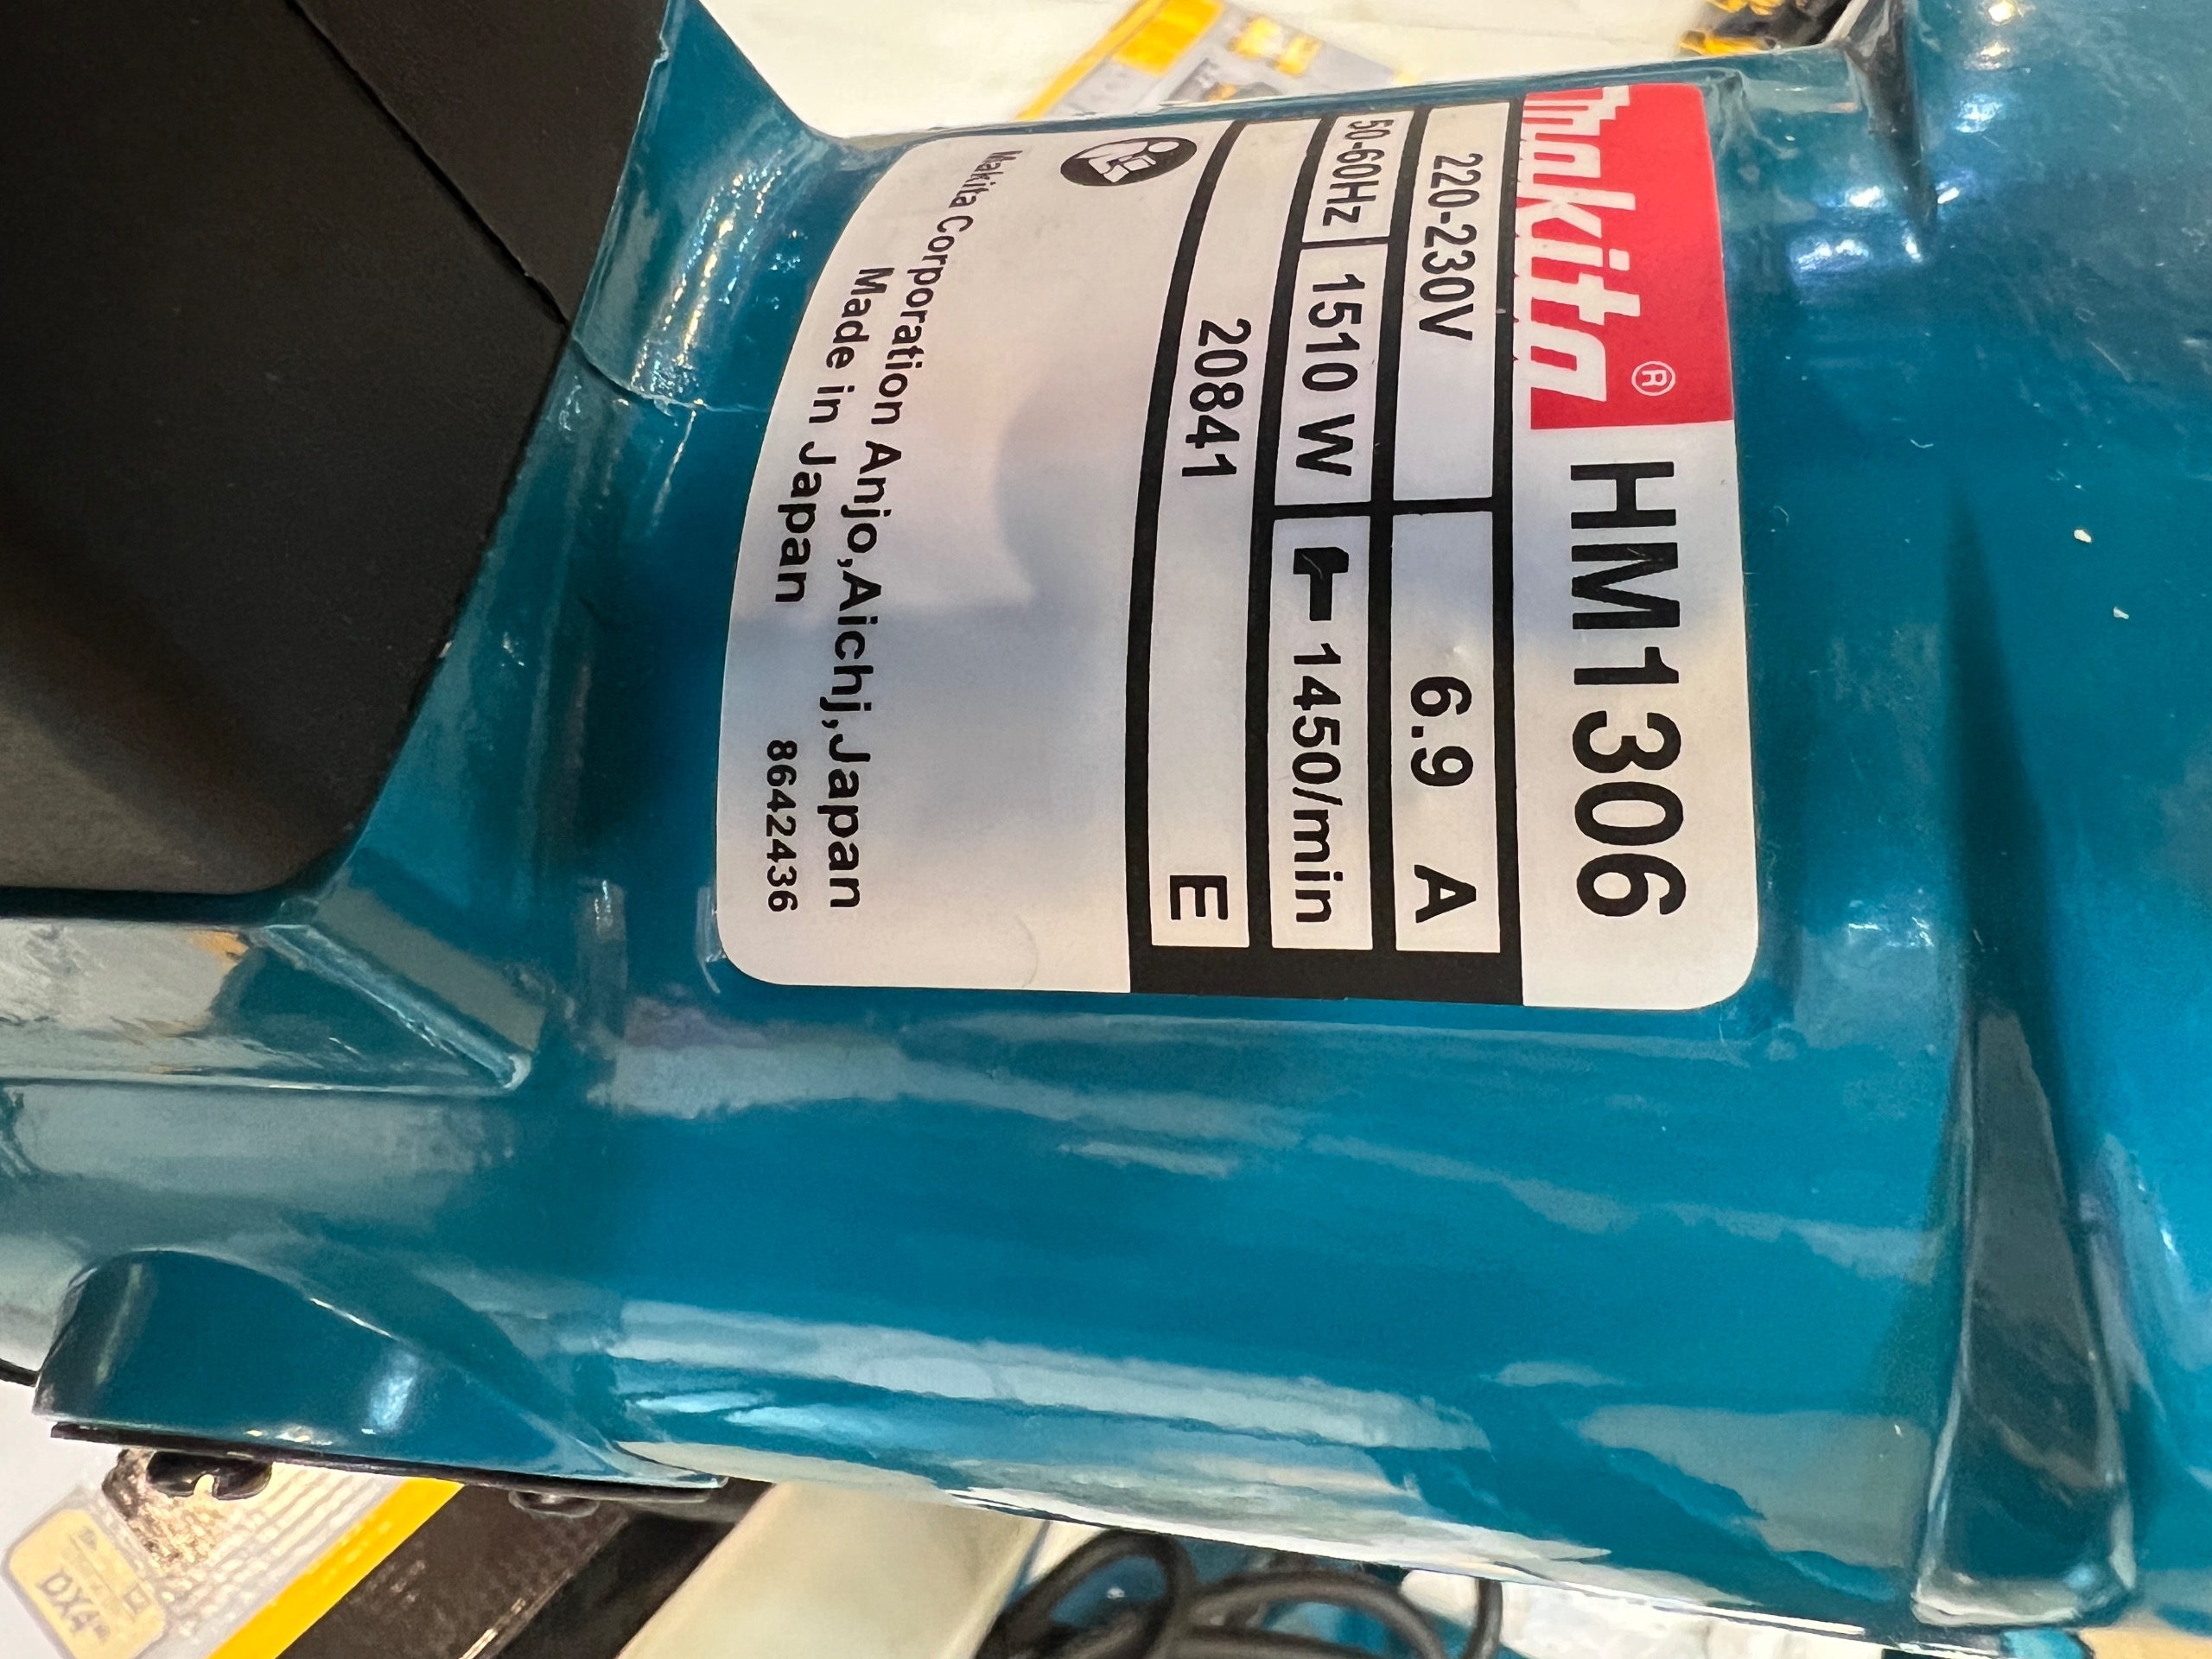 makita® HM1306
220-230V 6.9 A
50-60Hz 1510 W 1450/min
20841 E
Makita Corporation Anjo,Aichj,Japan
Made in Japan 8642436
DX4